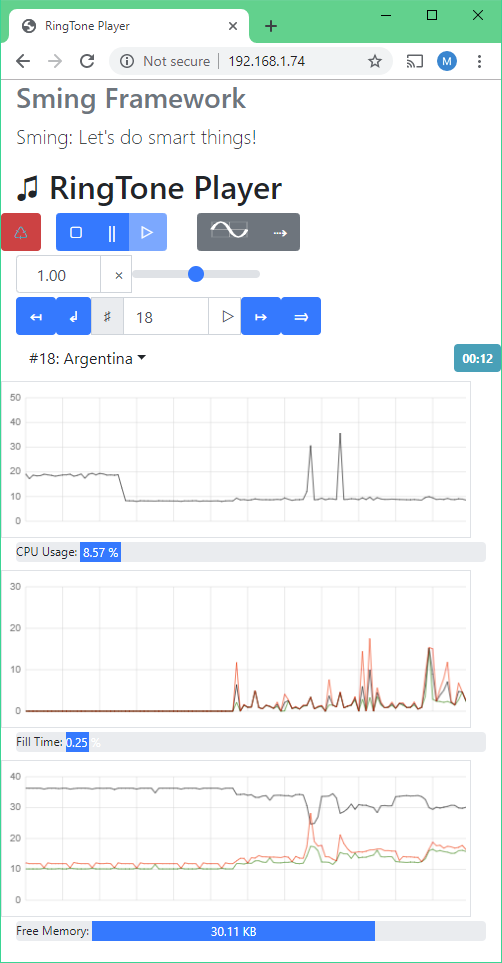 RingTone Player
Not secure | 192.168.1.74
M
Sming Framework
Sming: Let's do smart things!
♫ RingTone Player
1.00 ×
♯ 18
#18: Argentina
00:12
50
40
30
20
10
0
CPU Usage: 8.57 %
30
20
10
0
Fill Time: 0.25 %
40
30
20
10
0
Free Memory: 30.11 KB